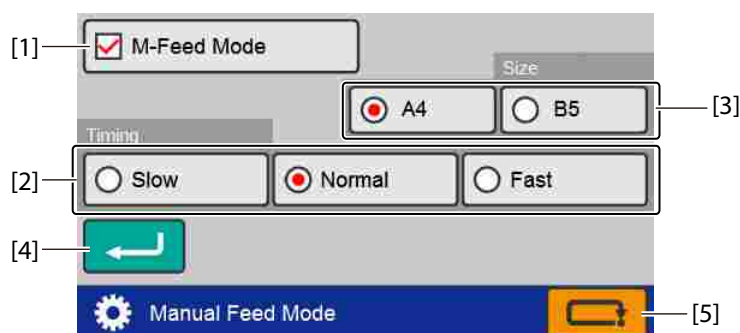 [1] M-Feed Mode
Size
A4 B5 [3]
Timing
[2] Slow Normal Fast
[4]
Manual Feed Mode [5]